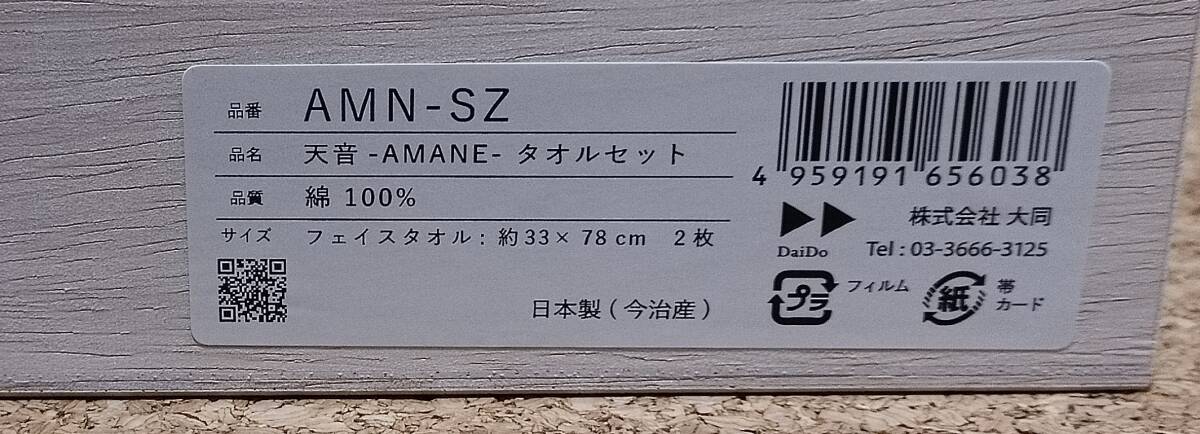 品番 AMN-SZ
品名 天音 -AMANE- タオルセット
品質 綿 100%
サイズ フェイスタオル : 約33× 78cm 2枚
日本製 ( 今治産 )
4 959191 656038
DaiDo
株式会社 大同
Tel : 03-3666-3125
プラ フィルム
紙 帯
カード